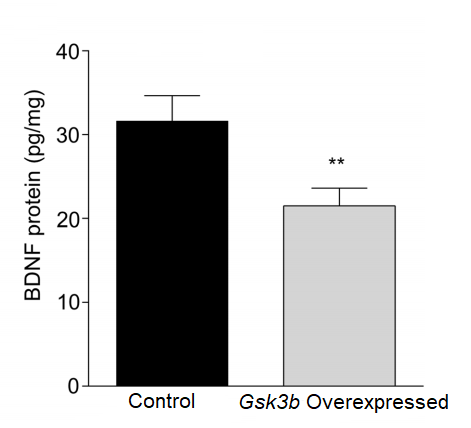 40
30
20
10
0
BDNF protein (pg/mg)
**
Control
Gsk3b Overexpressed